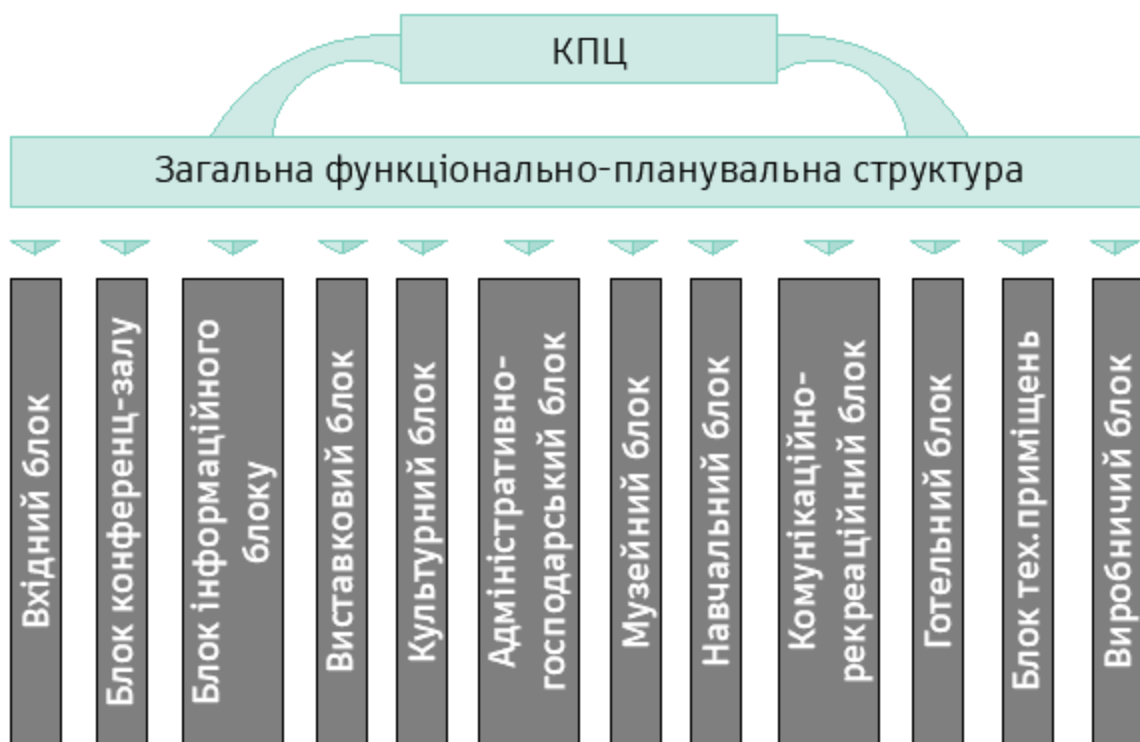 КПЦ
Загальна функціонально-планувальна структура
Вхідний блок
Блок конференц-залу
Блок інформаційного
блоку
Виставковий блок
Культурний блок
Адміністративно-
господарський блок
Музейний блок
Навчальний блок
Комунікаційно-
рекреаційний блок
Готельний блок
Блок тех.приміщень
Виробничий блок